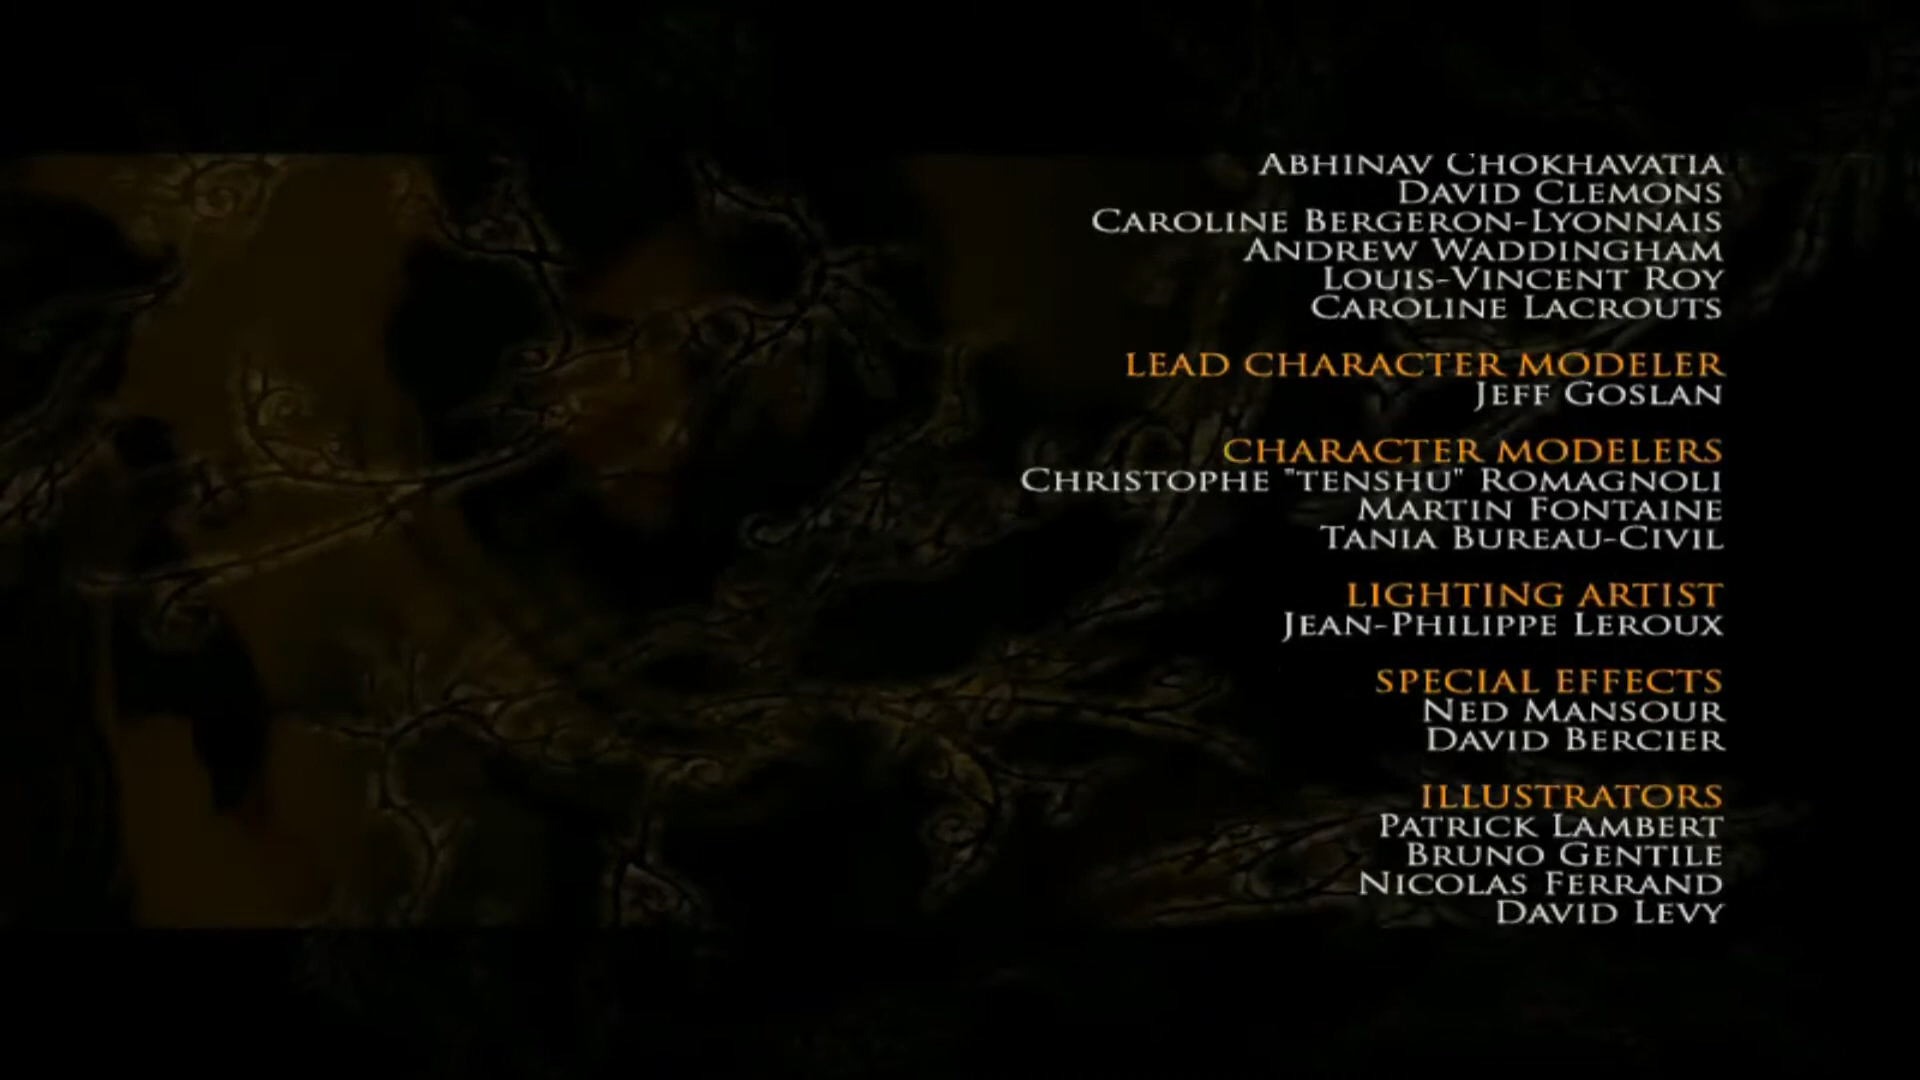 ABHINAV CHOKHAVATIA
DAVID CLEMONS
CAROLINE BERGERON-LYONNAIS
ANDREW WADDINGHAM
LOUIS-VINCENT ROY
CAROLINE LACROUTS
LEAD CHARACTER MODELER
JEFF GOSLAN
CHARACTER MODELERS
CHRISTOPHE "TENSHU" ROMAGNOLI
MARTIN FONTAINE
TANIA BUREAU-CIVIL
LIGHTING ARTIST
JEAN-PHILIPPE LEROUX
SPECIAL EFFECTS
NED MANSOUR
DAVID BERCIER
ILLUSTRATORS
PATRICK LAMBERT
BRUNO GENTILE
NICOLAS FERRAND
DAVID LEVY